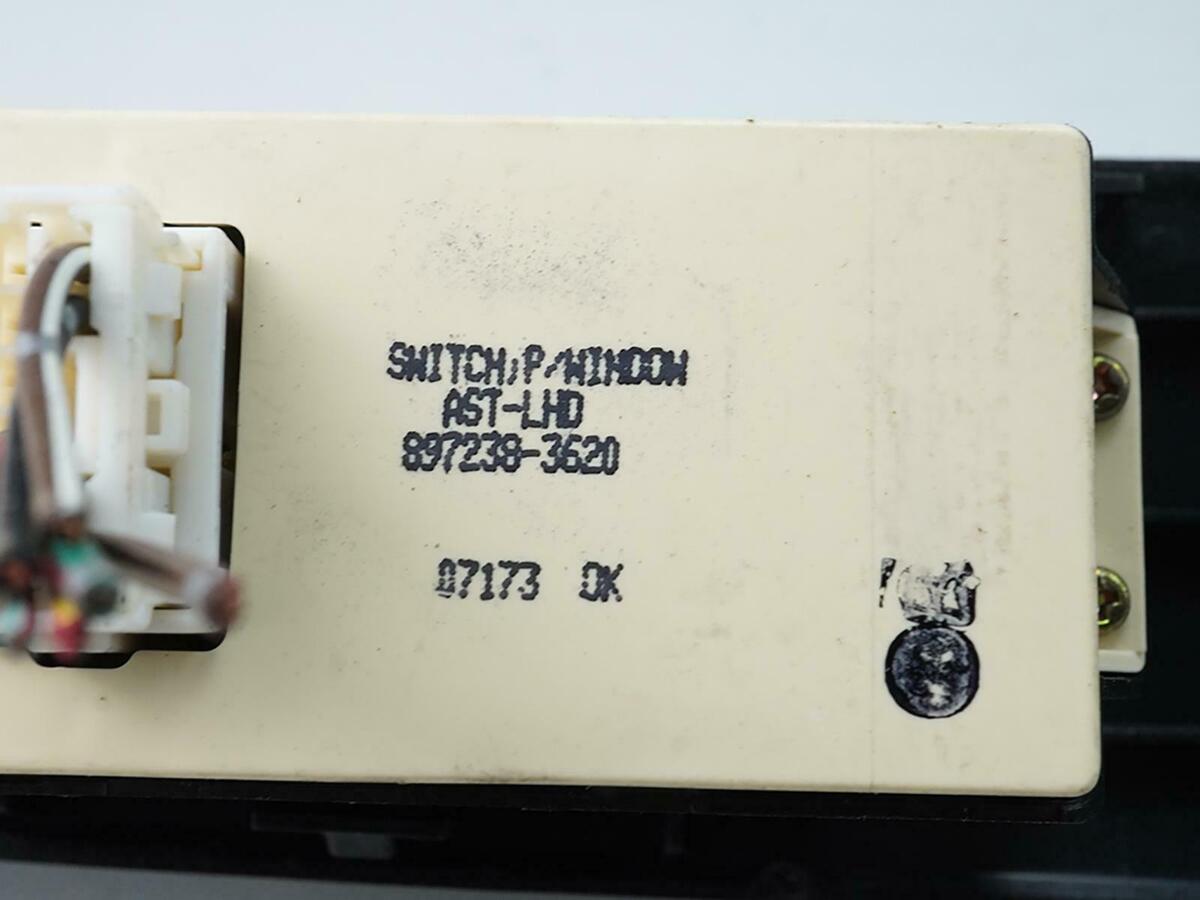 SWITCH;P/WINDOW
AST-LHD
897238-3620
07173 OK